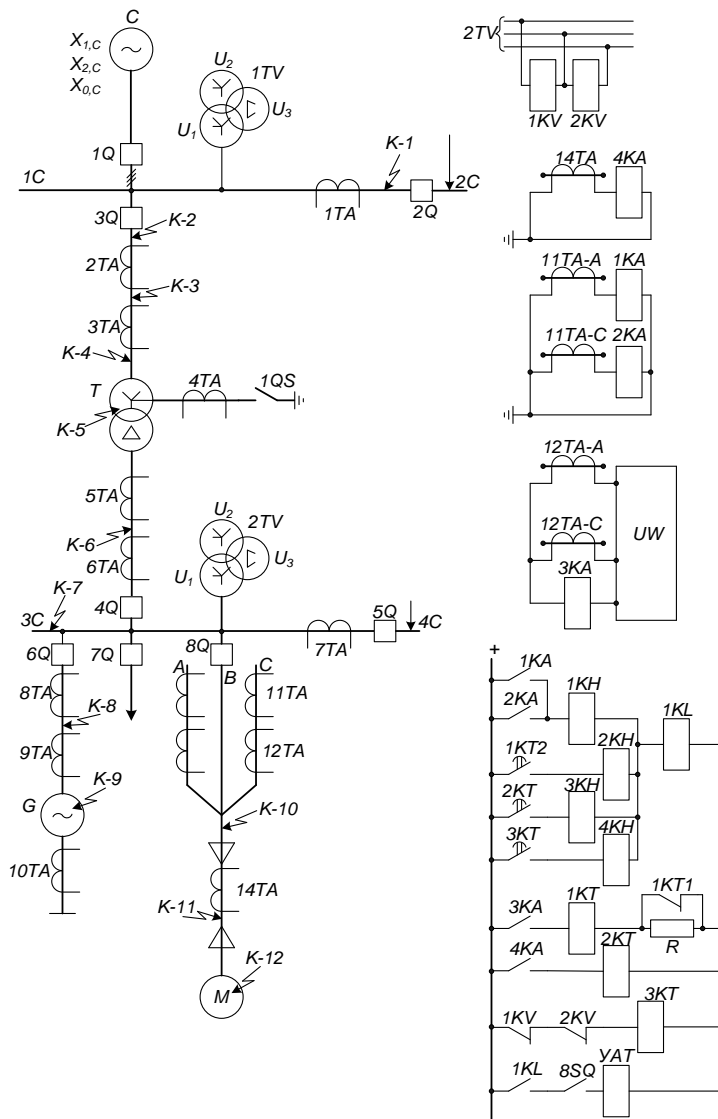 C
X1,C
X2,C
X0,C
U2
1TV
U3
U1
1Q
1C
K-1
2C
1TA
2Q
3Q
K-2
2TA
K-3
3TA
K-4
T
4TA
1QS
K-5
5TA
K-6
6TA
U2
2TV
U1
U3
4Q
K-7
3C
5Q
4C
7TA
6Q
7Q
8Q
A
B
C
8TA
K-8
9TA
11TA
12TA
G
K-9
10TA
K-10
14TA
K-11
K-12
M
2TV
1KV
2KV
14TA
4KA
11TA-A
1KA
11TA-C
2KA
12TA-A
12TA-C
UW
3KA
+
1KA
1KH
2KA
1KL
1KT2
2KH
2KT
3KH
3KT
4KH
3KA
1KT
1KT1
R
4KA
2KT
1KV
2KV
3KT
1KL
8SQ
УАТ